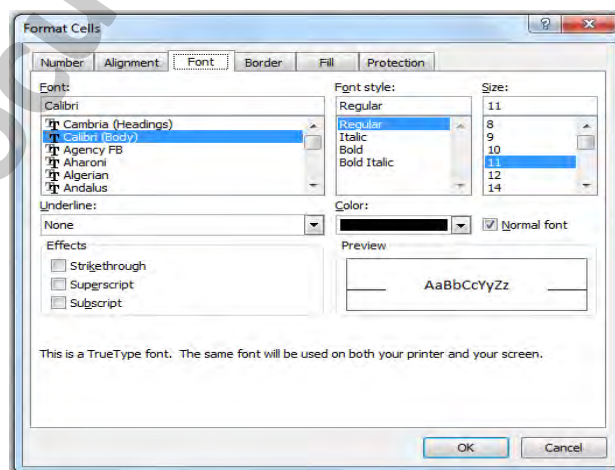 Format Cells
Number Alignment Font Border Fill Protection
Font: Font style: Size:
Calibri Regular 11
Cambria (Headings) Regular 8
Calibri (Body) Italic 9
Agency FB Bold 10
Aharoni Bold Italic 11
Algerian 12
Andalus 14
Underline: Color:
None Normal font
Effects Preview
Strikethrough
Superscript AaBbCcYyZz
Subscript
This is a TrueType font. The same font will be used on both your printer and your screen.
OK Cancel